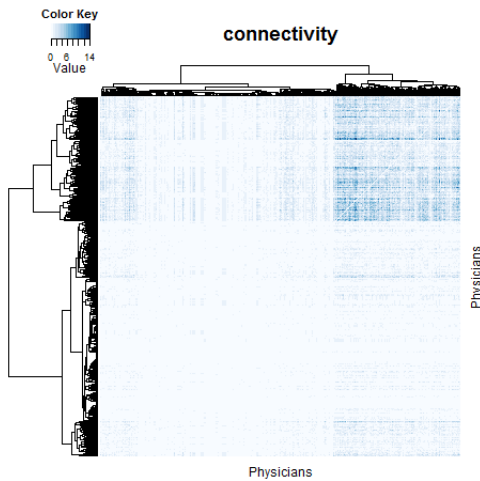 Color Key
0 6 14
Value
connectivity
Physicians
Physicians